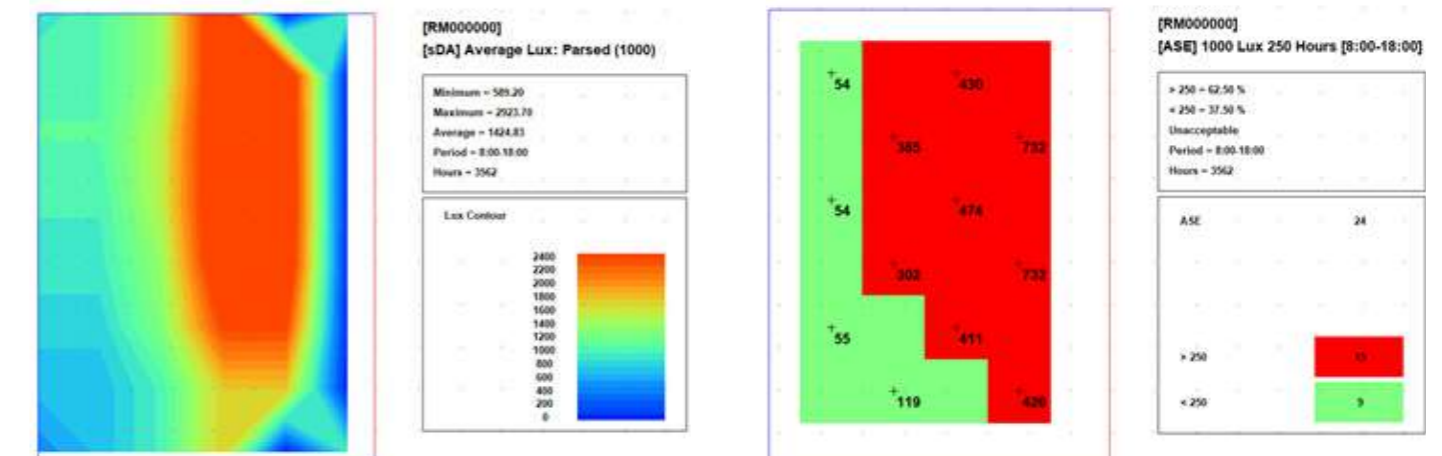 [RM000000]
[sDA] Average Lux: Parsed (1000)
Minimum = 589.20
Maximum = 2923.70
Average = 1424.83
Period = 8:00-18:00
Hours = 3562
Lux Contour
2400
2200
2000
1800
1600
1400
1200
1000
800
600
400
200
0
54
430
385
732
54
474
302
732
55
411
119
420
[RM000000]
[ASE] 1000 Lux 250 Hours [8:00-18:00]
> 250 = 62.50 %
< 250 = 37.50 %
Unacceptable
Period = 8:00-18:00
Hours = 3562
ASE 24
> 250 15
< 250 9